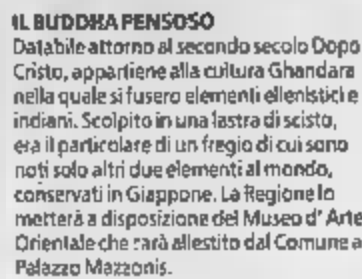 IL BUDDHA PENSOSO
Databile attorno al secondo secolo Dopo
Cristo, appartiene alla cultura Ghandara
nella quale si fusero elementi ellenistici e
indiani. Scolpito in una lastra di scisto,
era il particolare di un fregio di cui sono
noti solo altri due elementi al mondo,
conservati in Giappone. La Regione lo
metterà a disposizione del Museo d'Arte
Orientale che sarà allestito dal Comune a
Palazzo Mazzonis.